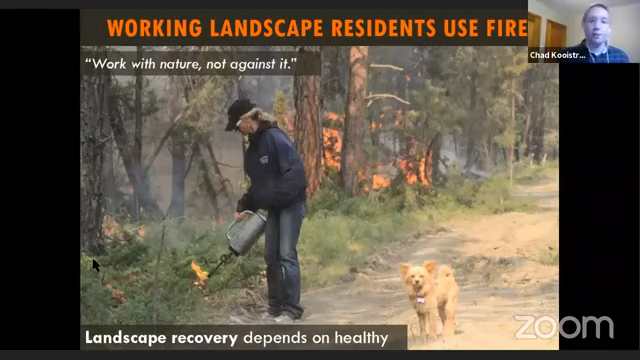 WORKING LANDSCAPE RESIDENTS USE FIRE
"Work with nature, not against it."
Chad Kooistr...
Landscape recovery depends on healthy
zoom